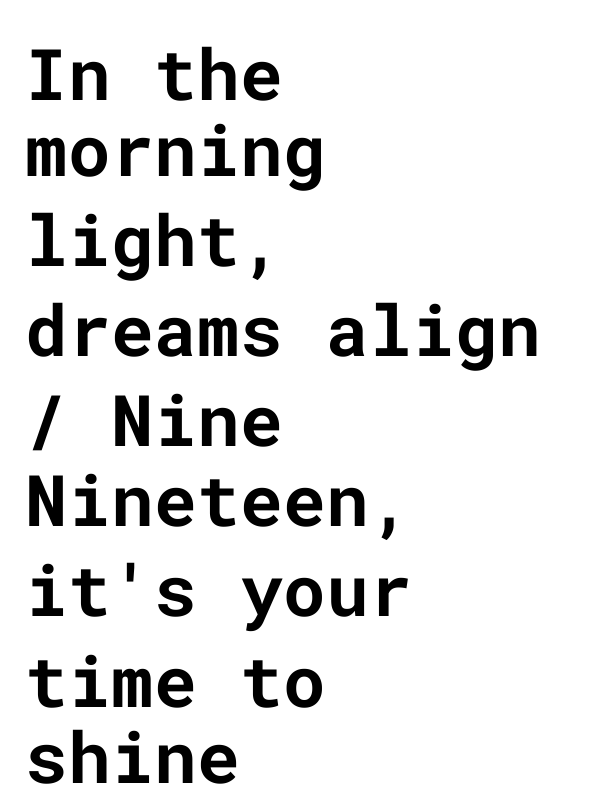 In the
morning
light,
dreams align
/ Nine
Nineteen,
it's your
time to
shine